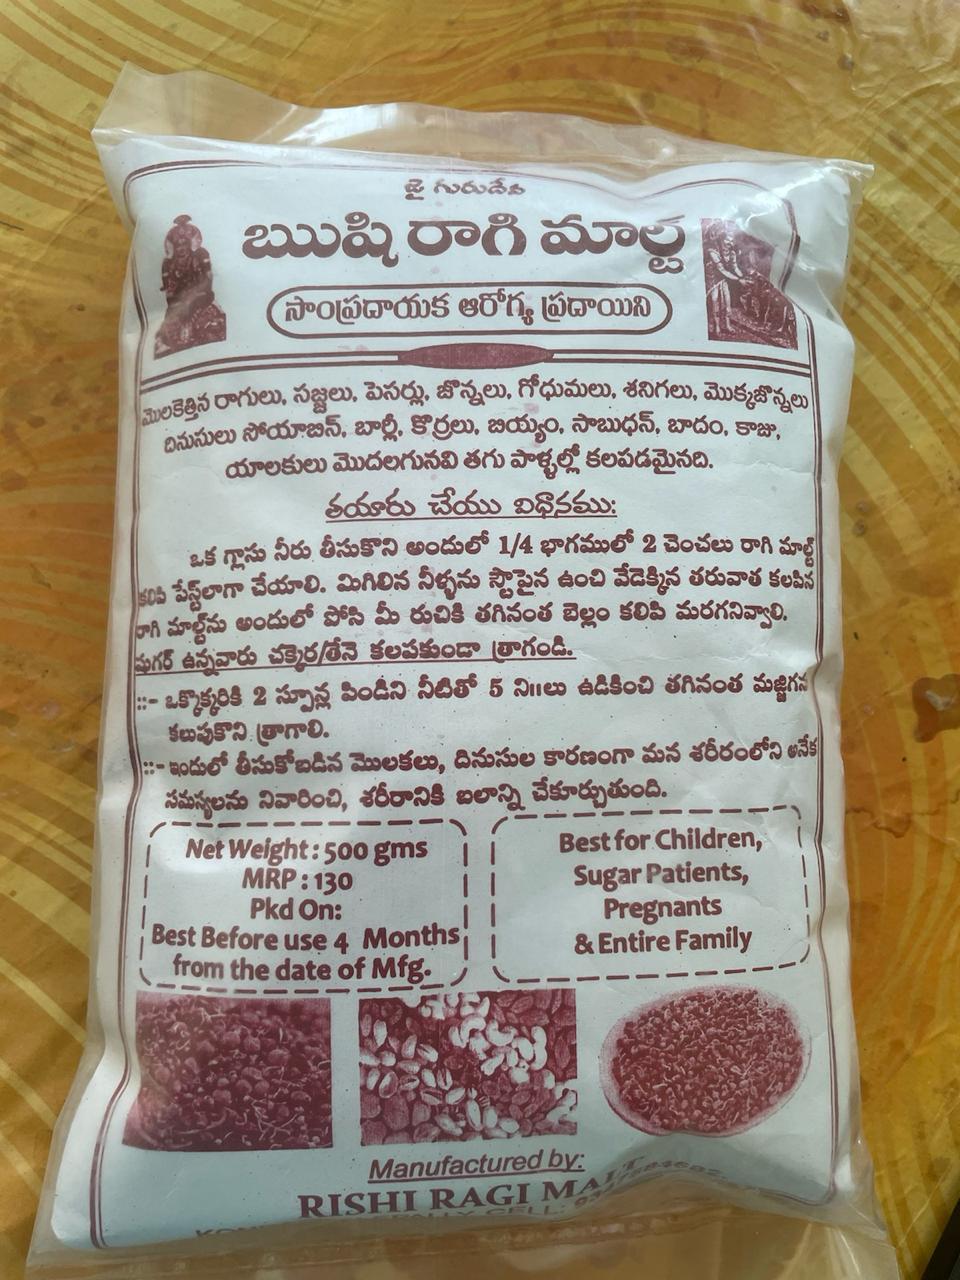 జై గురుదేవ
ఋషి రాగి మాల్ట్
సాంప్రదాయక ఆరోగ్య ప్రదాయిని
మొలకెత్తిన రాగులు, సజ్జలు, పెసర్లు, జొన్నలు, గోధుమలు, శనిగలు, మొక్కజొన్నలు
దినుసులు సోయాబిన్, బార్లీ, కొర్రలు, బియ్యం, సాబుధన్, బాదం, కాజు,
యాలకులు మొదలగునవి తగు పాళ్ళల్లో కలపడమైనది.
తయారు చేయు విధానము:
ఒక గ్లాసు నీరు తీసుకొని అందులో 1/4 భాగములో 2 చెంచలు రాగి మాల్ట్
కలిపి పేస్ట్‌లాగా చేయాలి. మిగిలిన నీళ్ళను స్టౌపైన ఉంచి వేడెక్కిన తరువాత కలపిన
రాగి మాల్ట్‌ను అందులో పోసి మీ రుచికి తగినంత బెల్లం కలిపి మరగనివ్వాలి.
షుగర్ ఉన్నవారు చక్కెర/తేనె కలపకుండా త్రాగండి.
::- ఒక్కొక్కరికి 2 స్పూన్ల పిండిని నీటితో 5 ని॥లు ఉడికించి తగినంత మజ్జిగన
కలుపుకొని త్రాగాలి.
::- ఇందులో తీసుకోబడిన మొలకలు, దినుసుల కారణంగా మన శరీరంలోని అనేక
సమస్యలను నివారించి, శరీరానికి బలాన్ని చేకూర్చుతుంది.
Net Weight : 500 gms
MRP : 130
Pkd On:
Best Before use 4 Months
from the date of Mfg.
Best for Children,
Sugar Patients,
Pregnants
& Entire Family
Manufactured by:
RISHI RAGI MALT
CELL: